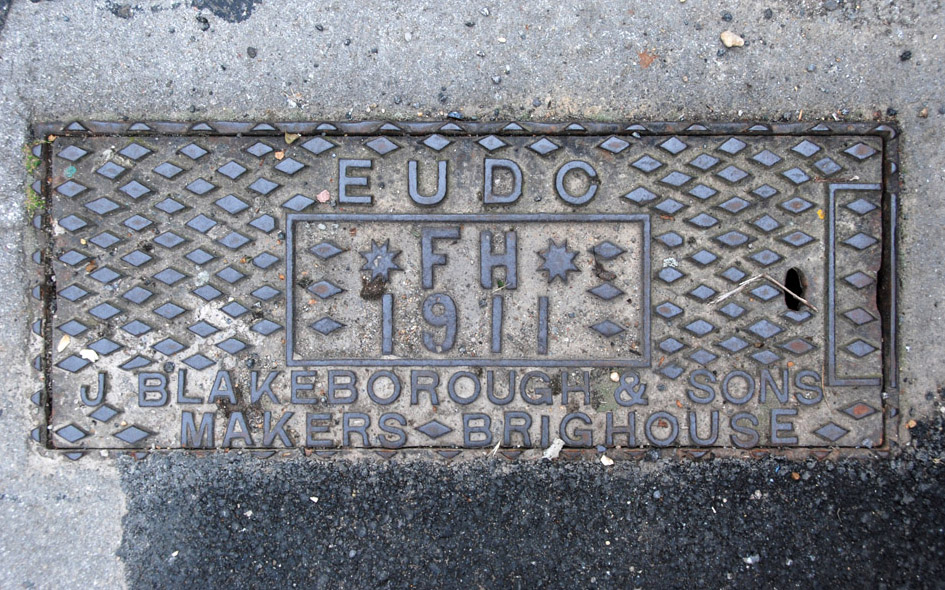 EUDC
FH
1911
J BLAKEBOROUGH & SONS
MAKERS BRIGHOUSE